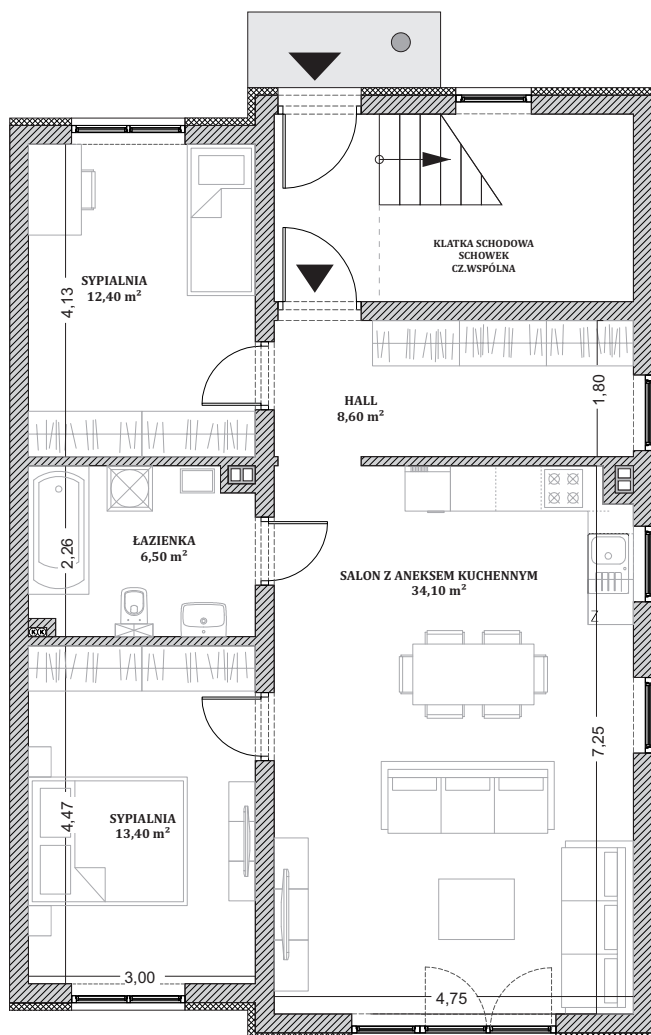 KLATKA SCHODOWA
SCHOWEK
CZ.WSPÓLNA
SYPIALNIA
12,40 m²
4,13
HALL
8,60 m²
1,80
ŁAZIENKA
6,50 m²
2,26
SALON Z ANEKSEM KUCHENNYM
34,10 m²
Z
7,25
SYPIALNIA
13,40 m²
4,47
3,00
4,75